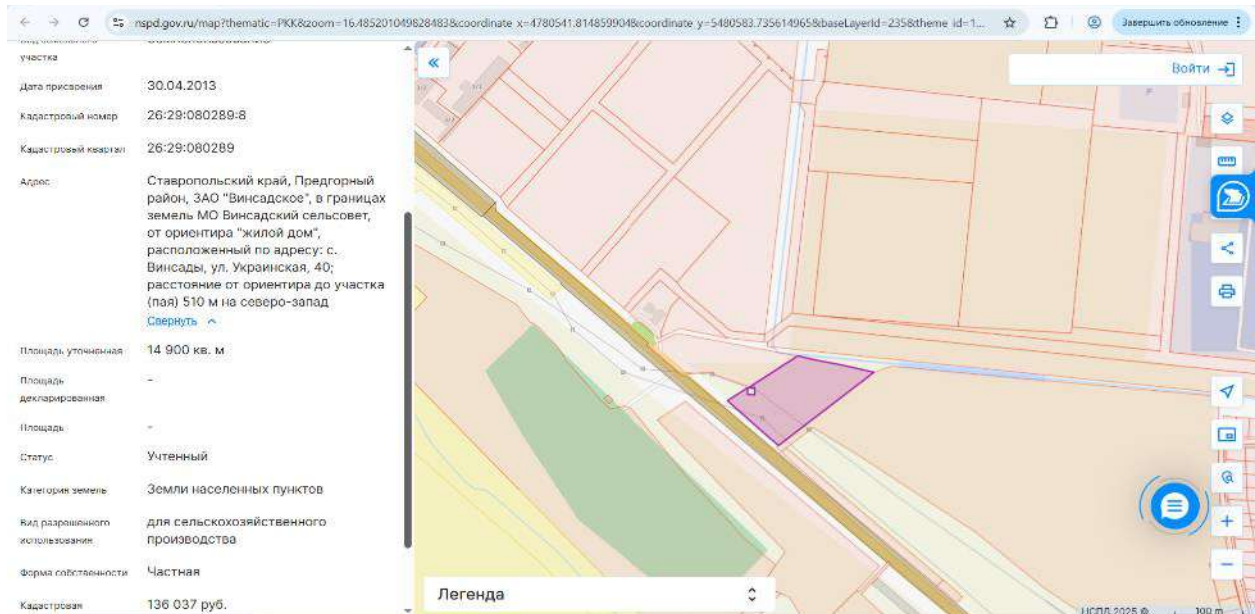 nspd.gov.ru/map?thematic=PKK&zoom=16.485201049828483&coordinate_x=4780541.814859904&coordinate_y=5480583.735614965&baseLayerId=235&theme_id=1...
Завершить обновление
участка
Дата присвоения 30.04.2013
Кадастровый номер 26:29:080289:8
Кадастровый квартал 26:29:080289
Адрес Ставропольский край, Предгорный
район, ЗАО "Винсадское", в границах
земель МО Винсадский сельсовет,
от ориентира "жилой дом",
расположенный по адресу: с.
Винсады, ул. Украинская, 40;
расстояние от ориентира до участка
(пая) 510 м на северо-запад
Свернуть
Площадь уточненная 14 900 кв. м
Площадь
декларированная -
Площадь -
Статус Учтенный
Категория земель Земли населенных пунктов
Вид разрешенного для сельскохозяйственного
использования производства
Форма собственности Частная
Кадастровая 136 037 руб.
Войти
Легенда
НСПД 2025 ©
100 m